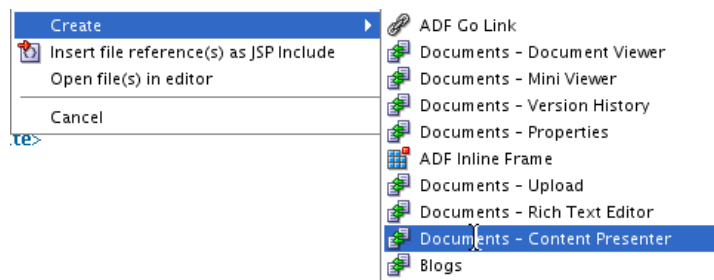 Create
Insert file reference(s) as JSP Include
Open file(s) in editor
Cancel
te>
ADF Go Link
Documents - Document Viewer
Documents - Mini Viewer
Documents - Version History
Documents - Properties
ADF Inline Frame
Documents - Upload
Documents - Rich Text Editor
Documents - Content Presenter
Blogs